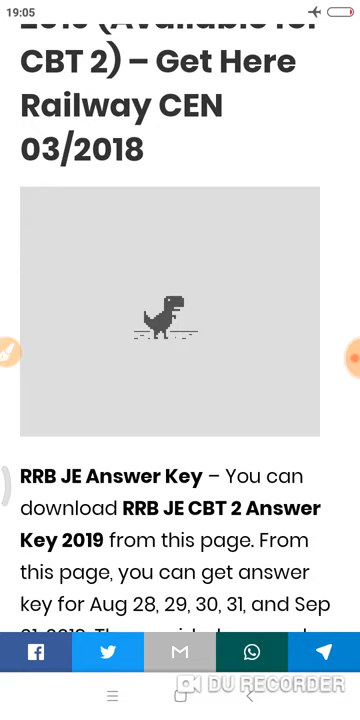 19:05
CBT 2) – Get Here
Railway CEN
03/2018
RRB JE Answer Key – You can
download RRB JE CBT 2 Answer
Key 2019 from this page. From
this page, you can get answer
key for Aug 28, 29, 30, 31, and Sep
DU RECORDER